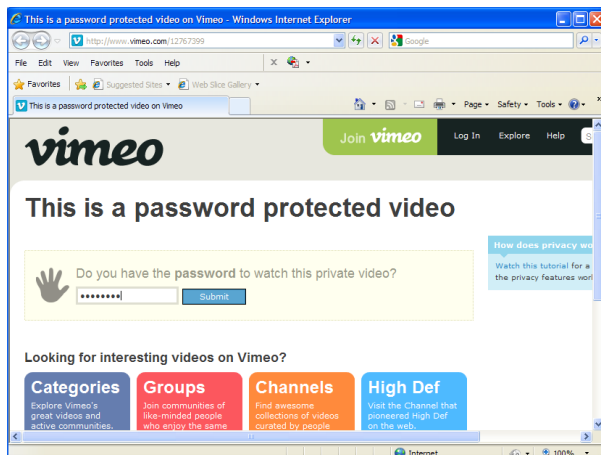 This is a password protected video on Vimeo - Windows Internet Explorer
http://www.vimeo.com/12767399
Google
File Edit View Favorites Tools Help
X
Favorites Suggested Sites Web Slice Gallery
This is a password protected video on Vimeo
Page Safety Tools
»
vimeo
Join vimeo Log In Explore Help S
This is a password protected video
How does privacy wo
Watch this tutorial for a
the privacy features worl
Do you have the password to watch this private video?
•••••••• Submit
Looking for interesting videos on Vimeo?
Categories Groups Channels High Def
Explore Vimeo's Join communities of Find awesome Visit the Channel that
great videos and like-minded people collections of videos pioneered High Def
active communities. who enjoy the same curated by people on the web.
Internet 100%